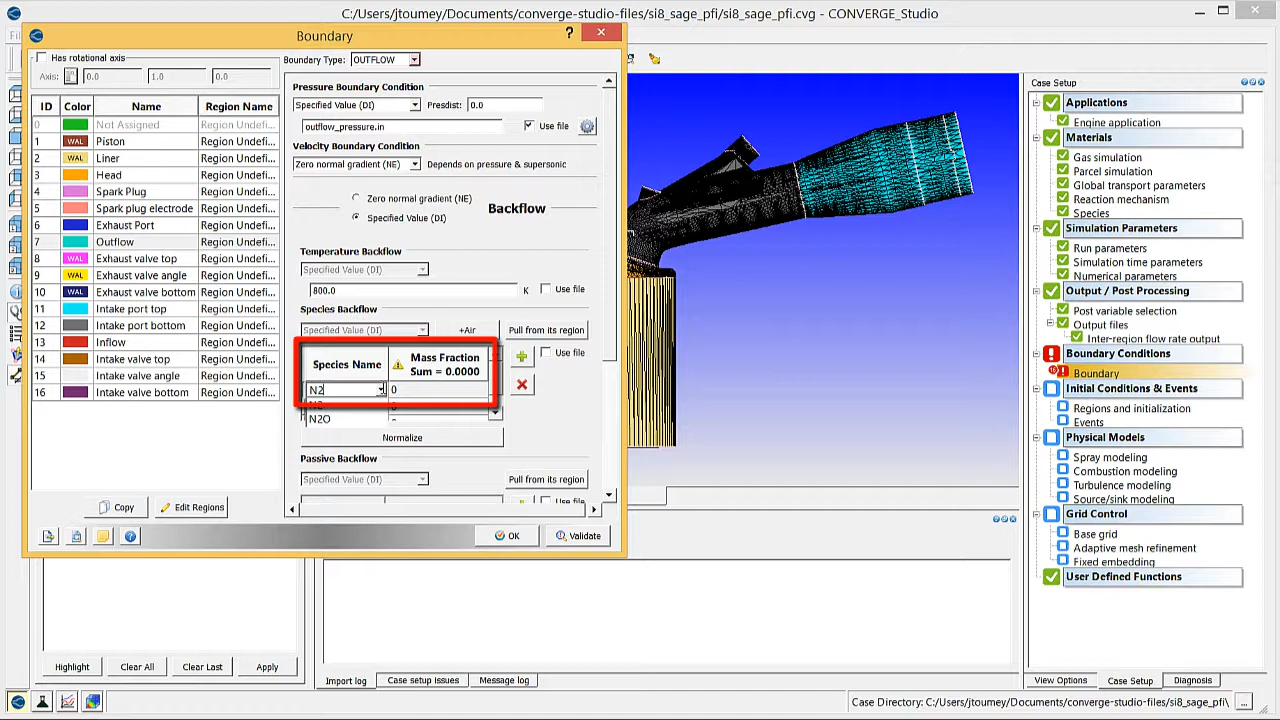 C:/Users/jtoumey/Documents/converge-studio-files/si8_sage_pfi/si8_sage_pfi.cvg - CONVERGE_Studio
Boundary
?
Has rotational axis
Axis: 0.0 1.0 0.0
ID Color Name Region Name
0 Not Assigned Region Undefi...
1 WAL Piston Region Undefi...
2 WAL Liner Region Undefi...
3 Head Region Undefi...
4 Spark Plug Region Undefi...
5 Spark plug electrode Region Undefi...
6 Exhaust Port Region Undefi...
7 Outflow Region Undefi...
8 WAL Exhaust valve top Region Undefi...
9 WAL Exhaust valve angle Region Undefi...
10 WAL Exhaust valve bottom Region Undefi...
11 Intake port top Region Undefi...
12 Intake port bottom Region Undefi...
13 Inflow Region Undefi...
14 Intake valve top Region Undefi...
15 Intake valve angle Region Undefi...
16 Intake valve bottom Region Undefi...
Copy Edit Regions
Boundary Type: OUTFLOW
Pressure Boundary Condition
Specified Value (DI) Presdist: 0.0
outflow_pressure.in Use file
Velocity Boundary Condition
Zero normal gradient (NE) Depends on pressure & supersonic
Zero normal gradient (NE)
Backflow
Specified Value (DI)
Temperature Backflow
Specified Value (DI)
800.0 K Use file
Species Backflow
Specified Value (DI) +Air Pull from its region
Species Name Mass Fraction
Sum = 0.0000
Use file
N2 0
N2O
Normalize
Passive Backflow
Specified Value (DI) Pull from its region
OK Validate
Highlight Clear All Clear Last Apply
Import log Case setup issues Message log
Case Setup
Applications
Engine application
Materials
Gas simulation
Parcel simulation
Global transport parameters
Reaction mechanism
Species
Simulation Parameters
Run parameters
Simulation time parameters
Numerical parameters
Output / Post Processing
Post variable selection
Output files
Inter-region flow rate output
Boundary Conditions
Boundary
Initial Conditions & Events
Regions and initialization
Events
Physical Models
Spray modeling
Combustion modeling
Turbulence modeling
Source/sink modeling
Grid Control
Base grid
Adaptive mesh refinement
Fixed embedding
User Defined Functions
View Options Case Setup Diagnosis
Case Directory: C:/Users/jtoumey/Documents/converge-studio-files/si8_sage_pfi\ ...